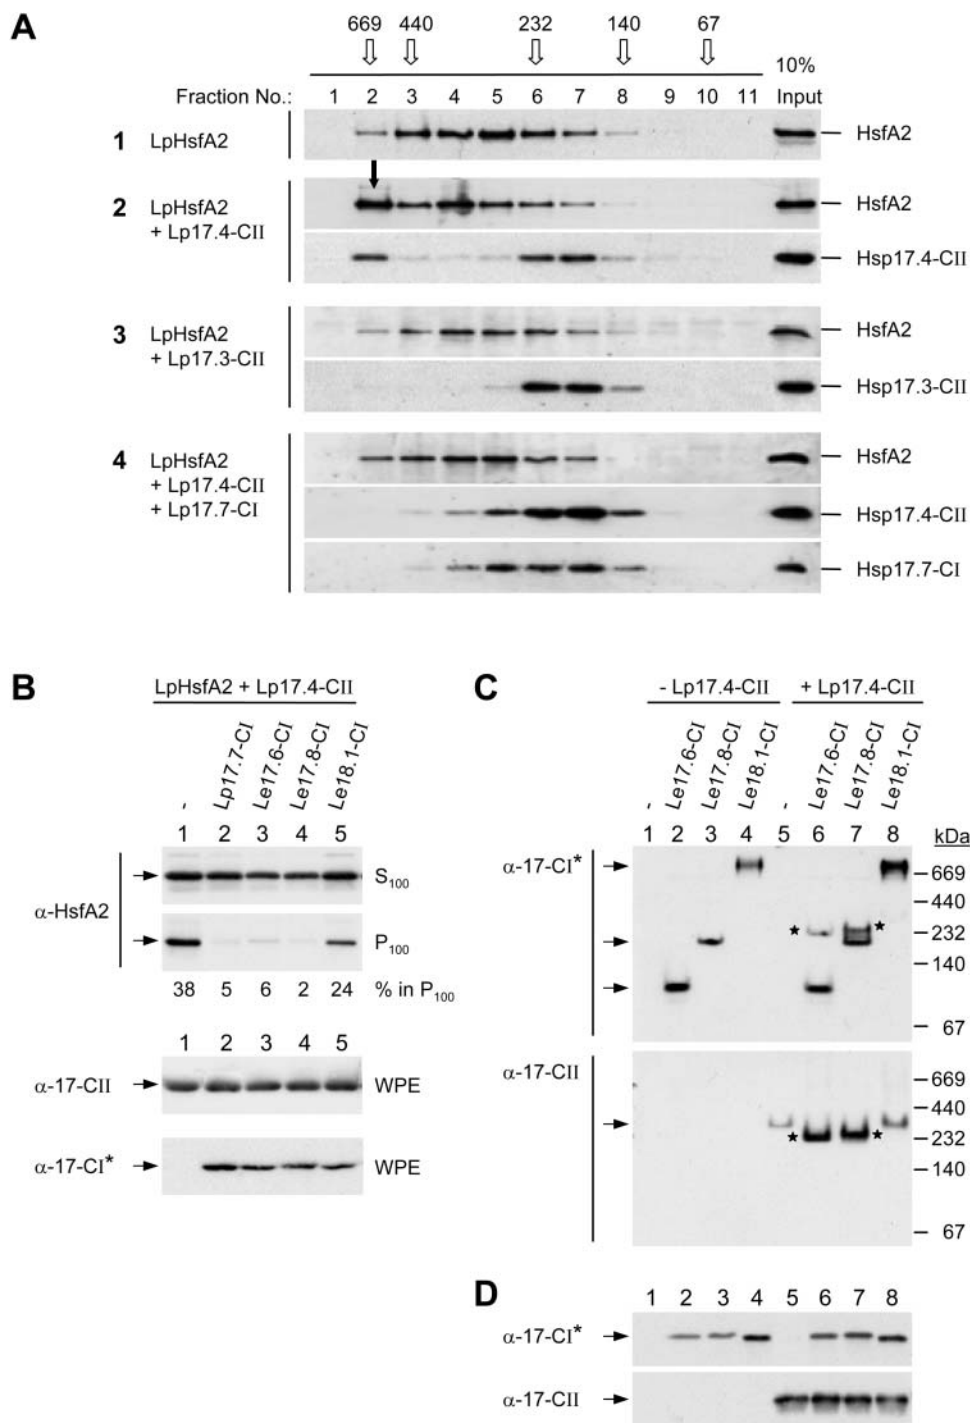 A
669 440 232 140 67
10%
Fraction No.: 1 2 3 4 5 6 7 8 9 10 11 Input
1 LpHsfA2 HsfA2
2 LpHsfA2 HsfA2
+ Lp17.4-CII
Hsp17.4-CII
3 LpHsfA2 HsfA2
+ Lp17.3-CII
Hsp17.3-CII
4 LpHsfA2 HsfA2
+ Lp17.4-CII
+ Lp17.7-CI Hsp17.4-CII
Hsp17.7-CI
B
LpHsfA2 + Lp17.4-CII
- Lp17.7-CI Le17.6-CI Le17.8-CI Le18.1-CI
1 2 3 4 5
α-HsfA2
S100
P100
38 5 6 2 24 % in P100
1 2 3 4 5
α-17-CII WPE
α-17-CI* WPE
C
- Lp17.4-CII + Lp17.4-CII
- Le17.6-CI Le17.8-CI Le18.1-CI - Le17.6-CI Le17.8-CI Le18.1-CI
1 2 3 4 5 6 7 8 kDa
α-17-CI*
669
440
★ ★ 232
140
67
α-17-CII
669
440
★ ★ 232
140
67
D
1 2 3 4 5 6 7 8
α-17-CI*
α-17-CII